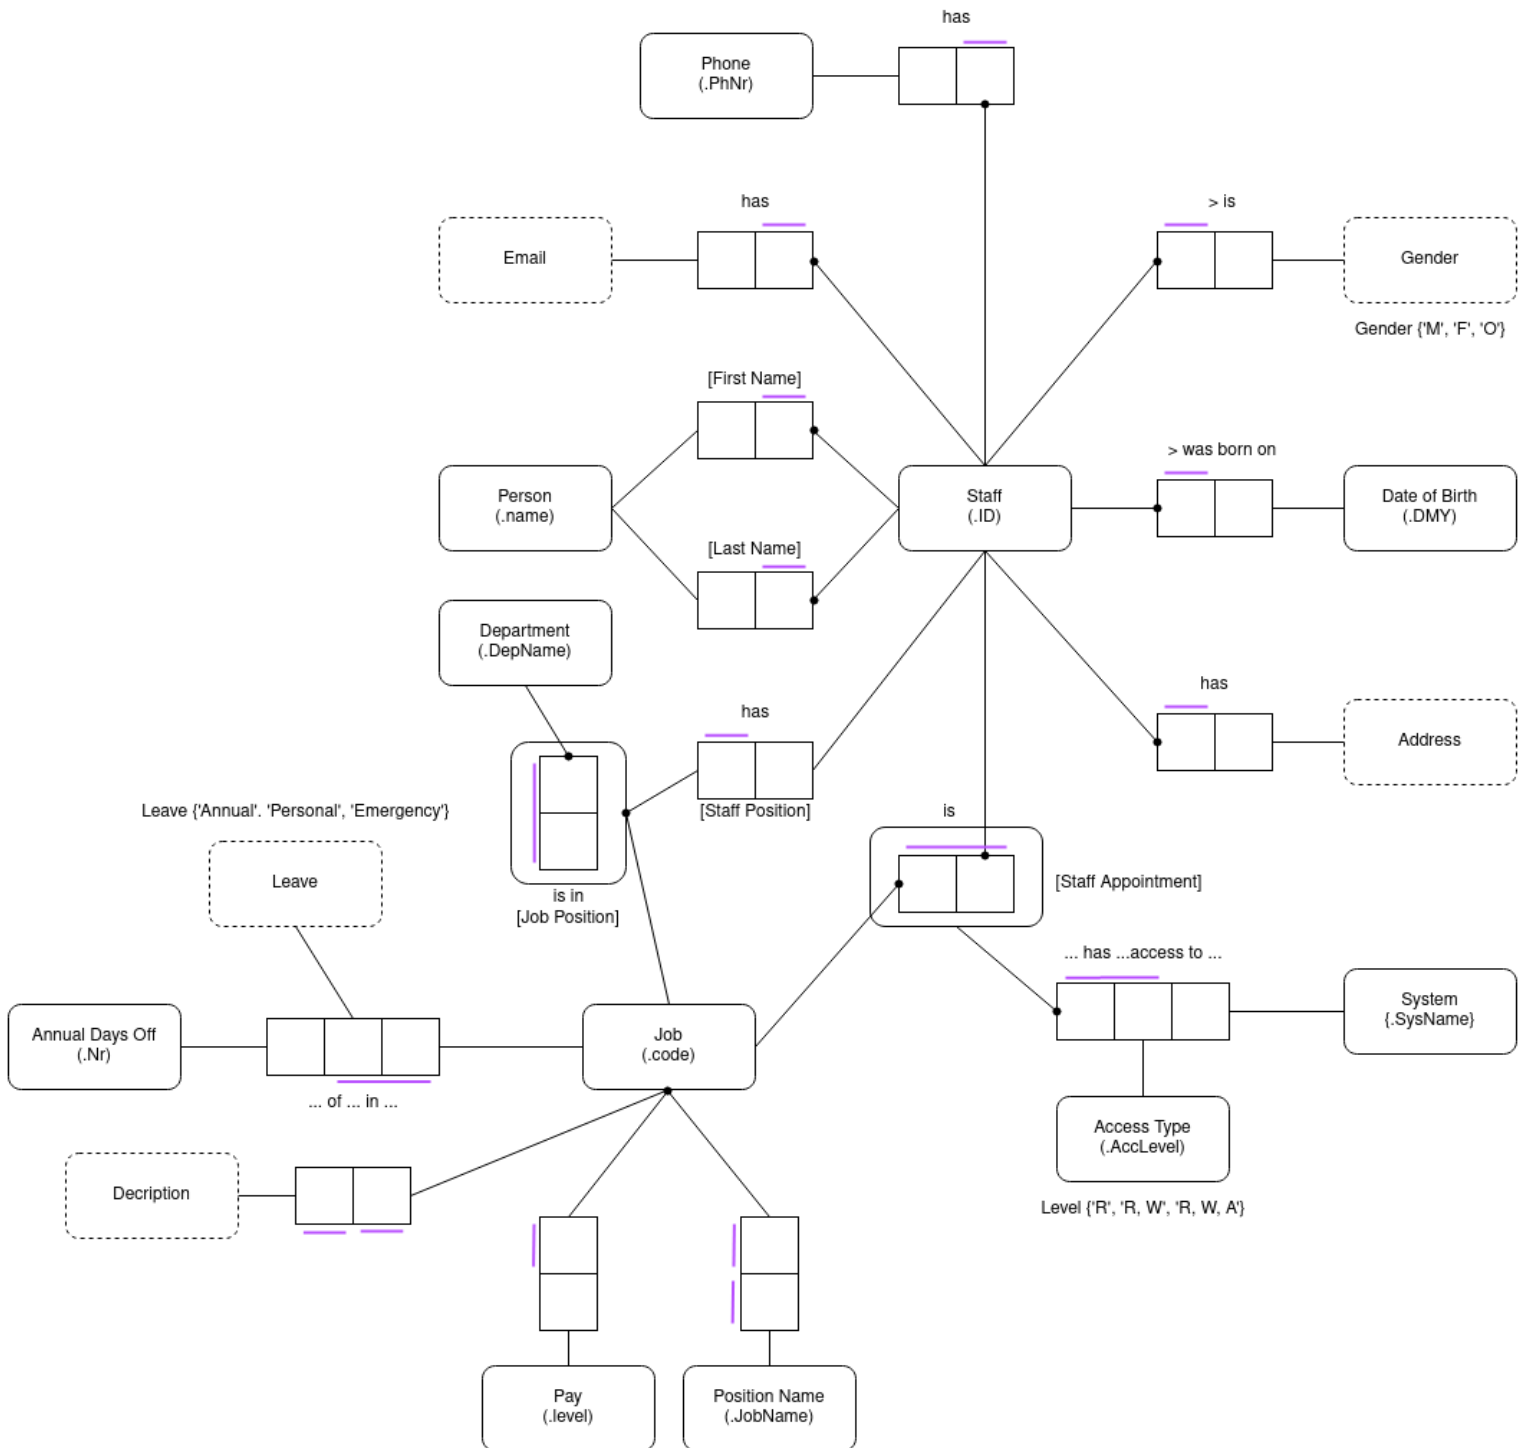 has
Phone
(.PhNr)
has
> is
Email
Gender
Gender {'M', 'F', 'O'}
[First Name]
> was born on
Person
(.name)
Staff
(.ID)
Date of Birth
(.DMY)
[Last Name]
Department
(.DepName)
has
has
Address
Leave {'Annual'. 'Personal', 'Emergency'}
[Staff Position]
is
Leave
is in
[Job Position]
[Staff Appointment]
... has ...access to ...
Annual Days Off
(.Nr)
Job
(.code)
System
{.SysName}
... of ... in ...
Access Type
(.AccLevel)
Decription
Level {'R', 'R, W', 'R, W, A'}
Pay
(.level)
Position Name
(.JobName)